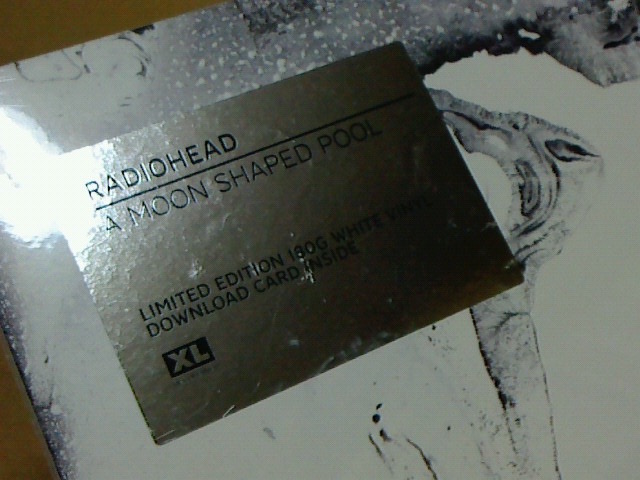 RADIOHEAD
A MOON SHAPED POOL
LIMITED EDITION 180G WHITE VINYL
DOWNLOAD CARD INSIDE
XL